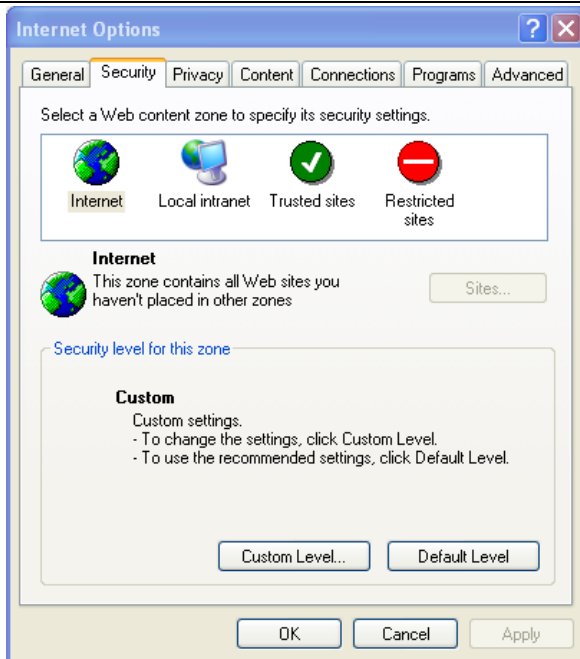 Internet Options
General Security Privacy Content Connections Programs Advanced
Select a Web content zone to specify its security settings.
Internet Local intranet Trusted sites Restricted
sites
Internet
This zone contains all Web sites you
haven't placed in other zones
Sites...
Security level for this zone
Custom
Custom settings.
- To change the settings, click Custom Level.
- To use the recommended settings, click Default Level.
Custom Level... Default Level
OK Cancel Apply